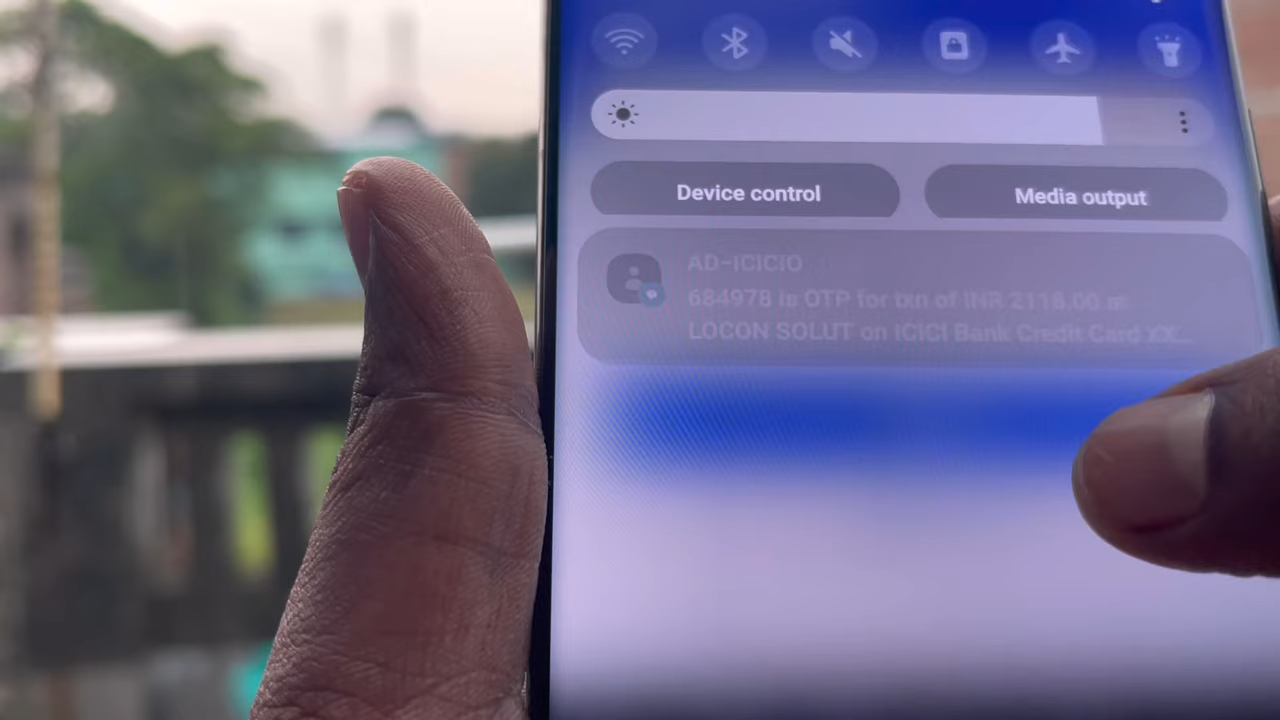 Device control
Media output
AD-ICICIO
684978 is OTP for txn of INR 2118.00 at
LOCON SOLUT on ICICI Bank Credit Card XX...